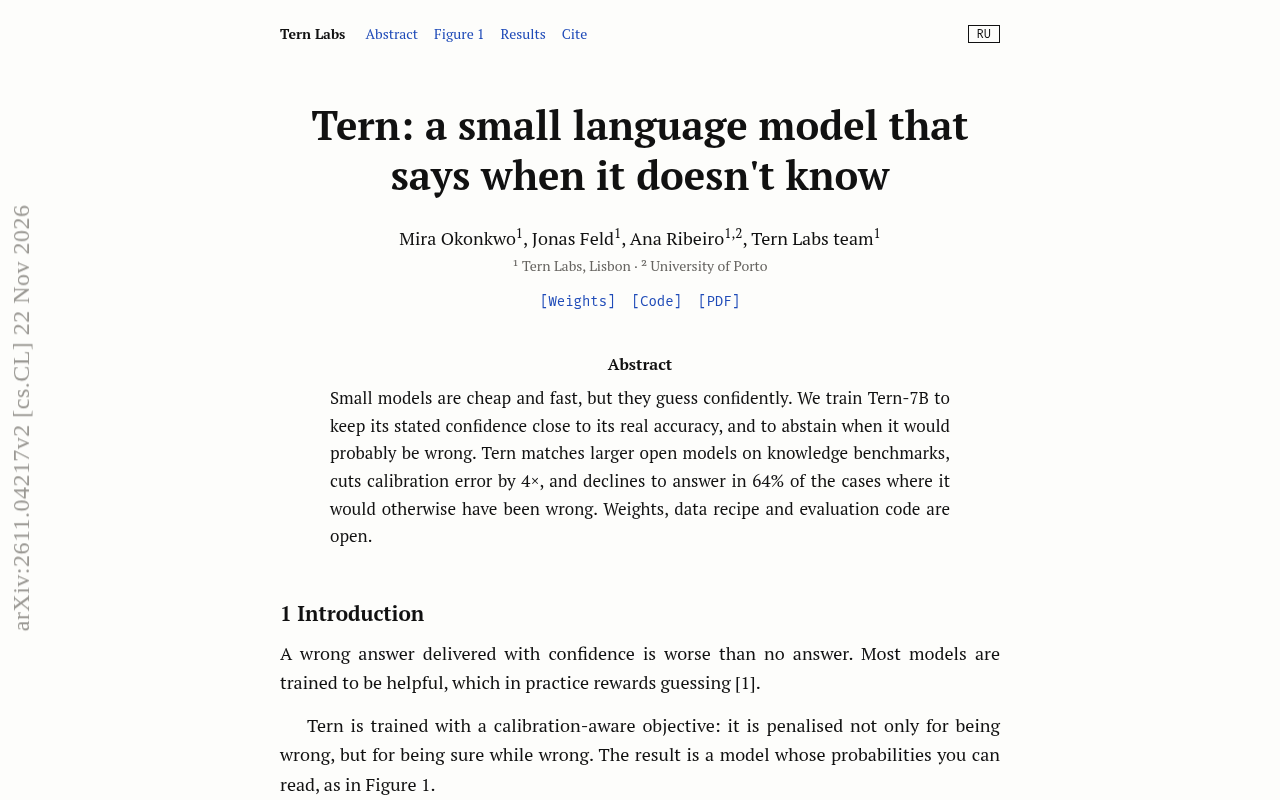 Tern Labs Abstract Figure 1 Results Cite RU
Tern: a small language model that
says when it doesn't know
Mira Okonkwo¹, Jonas Feld¹, Ana Ribeiro¹,², Tern Labs team¹
¹ Tern Labs, Lisbon · ² University of Porto
[Weights] [Code] [PDF]
arXiv:2611.04217v2 [cs.CL] 22 Nov 2026
Abstract
Small models are cheap and fast, but they guess confidently. We train Tern-7B to
keep its stated confidence close to its real accuracy, and to abstain when it would
probably be wrong. Tern matches larger open models on knowledge benchmarks,
cuts calibration error by 4×, and declines to answer in 64% of the cases where it
would otherwise have been wrong. Weights, data recipe and evaluation code are
open.
1 Introduction
A wrong answer delivered with confidence is worse than no answer. Most models are
trained to be helpful, which in practice rewards guessing [1].
Tern is trained with a calibration-aware objective: it is penalised not only for being
wrong, but for being sure while wrong. The result is a model whose probabilities you can
read, as in Figure 1.